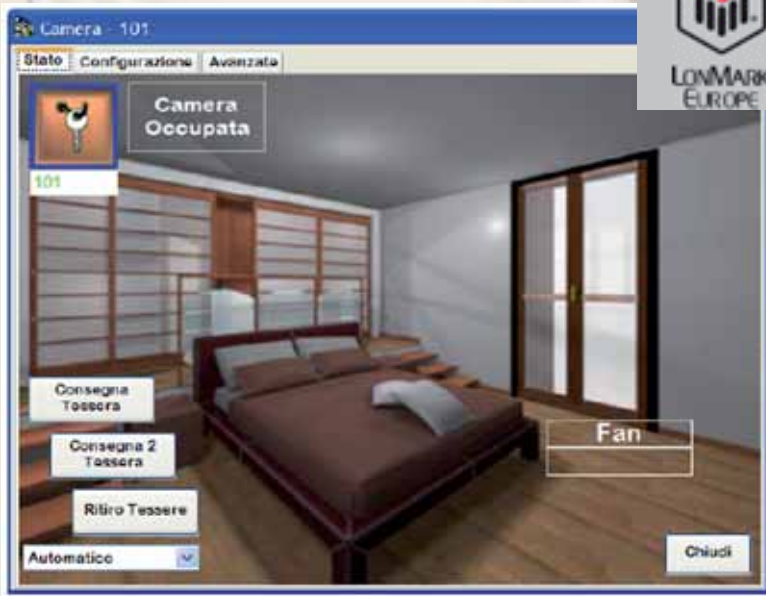 Camera - 101
LONMARK
EUROPE
Stato Configurazione Avanzate
Camera
Occupata
101
Consegna
Tessera
Consegna 2
Tessera
Fan
Ritiro Tessere
Automatico
Chiudi